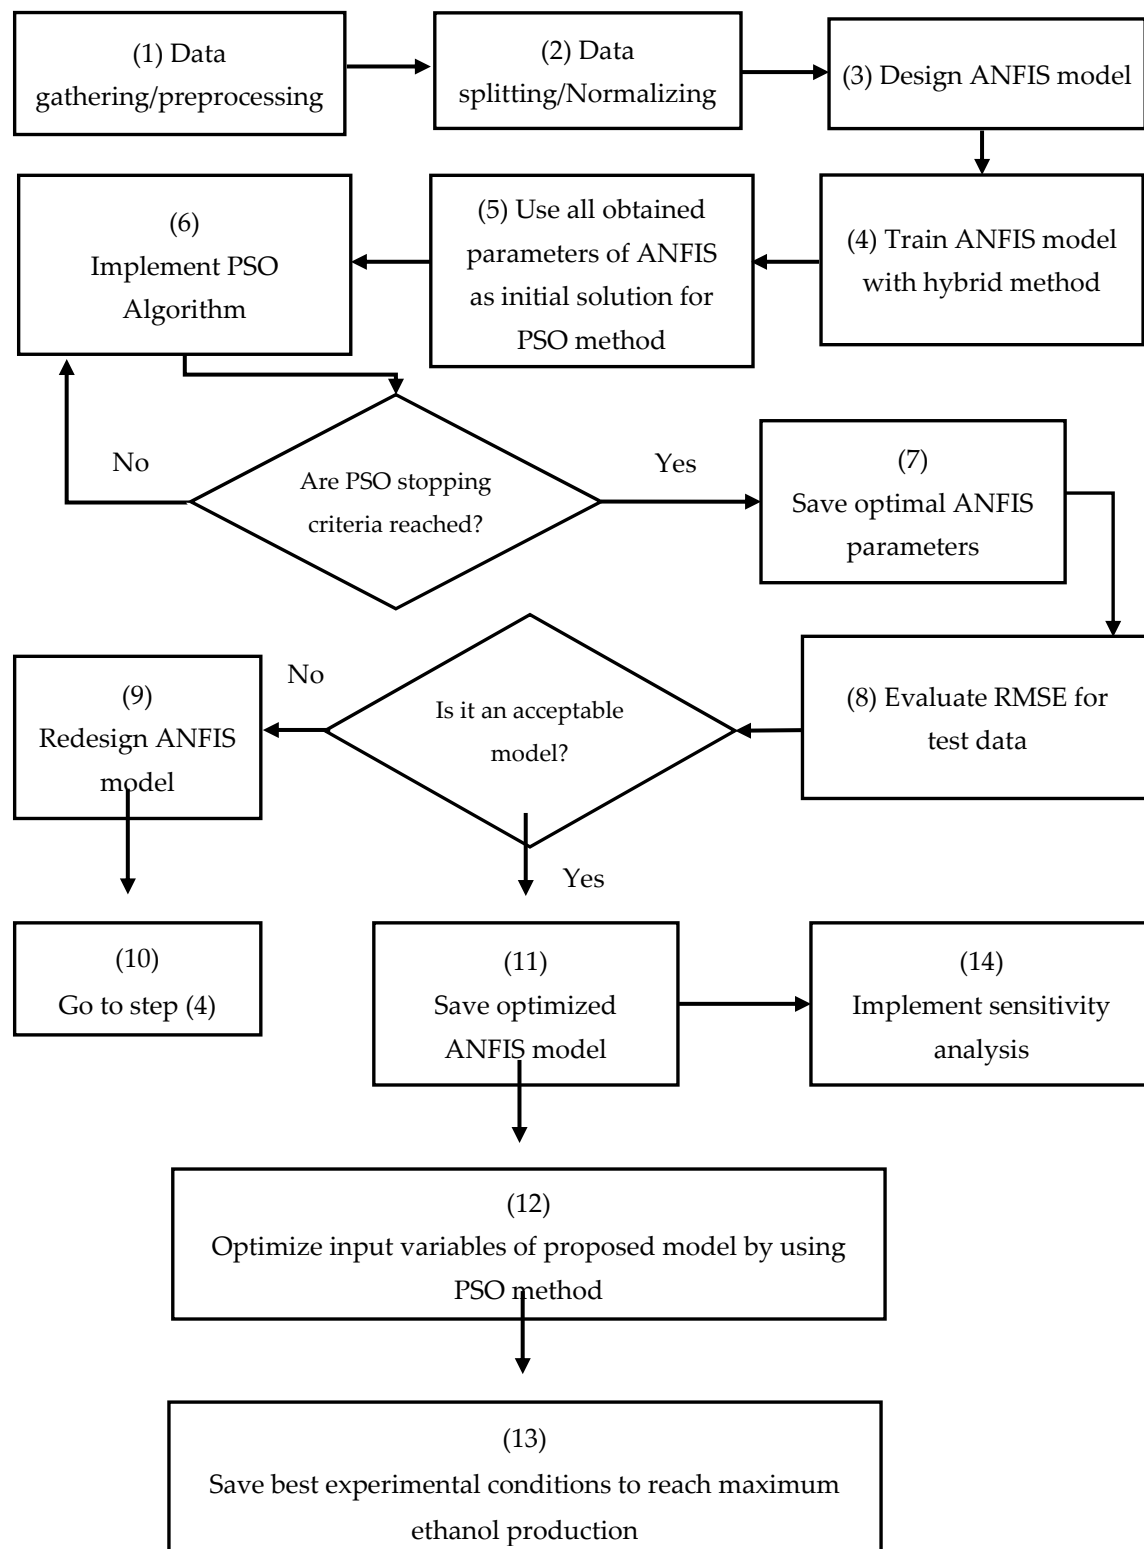 (1) Data
gathering/preprocessing
(2) Data
splitting/Normalizing
(3) Design ANFIS model
(4) Train ANFIS model
with hybrid method
(5) Use all obtained
parameters of ANFIS
as initial solution for
PSO method
(6)
Implement PSO
Algorithm
Are PSO stopping
criteria reached?
No
Yes
(7)
Save optimal ANFIS
parameters
(8) Evaluate RMSE for
test data
Is it an acceptable
model?
No
(9)
Redesign ANFIS
model
(10)
Go to step (4)
Yes
(11)
Save optimized
ANFIS model
(14)
Implement sensitivity
analysis
(12)
Optimize input variables of proposed model by using
PSO method
(13)
Save best experimental conditions to reach maximum
ethanol production